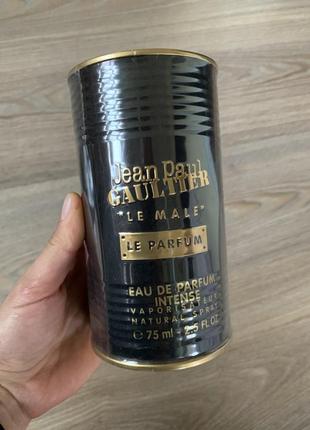 Jean Paul
GAULTIER
"LE MALE"
LE PARFUM
EAU DE PARFUM
INTENSE
VAPORISATEUR
NATURAL SPRAY
℮ 75 ml - 2.5 FL.OZ